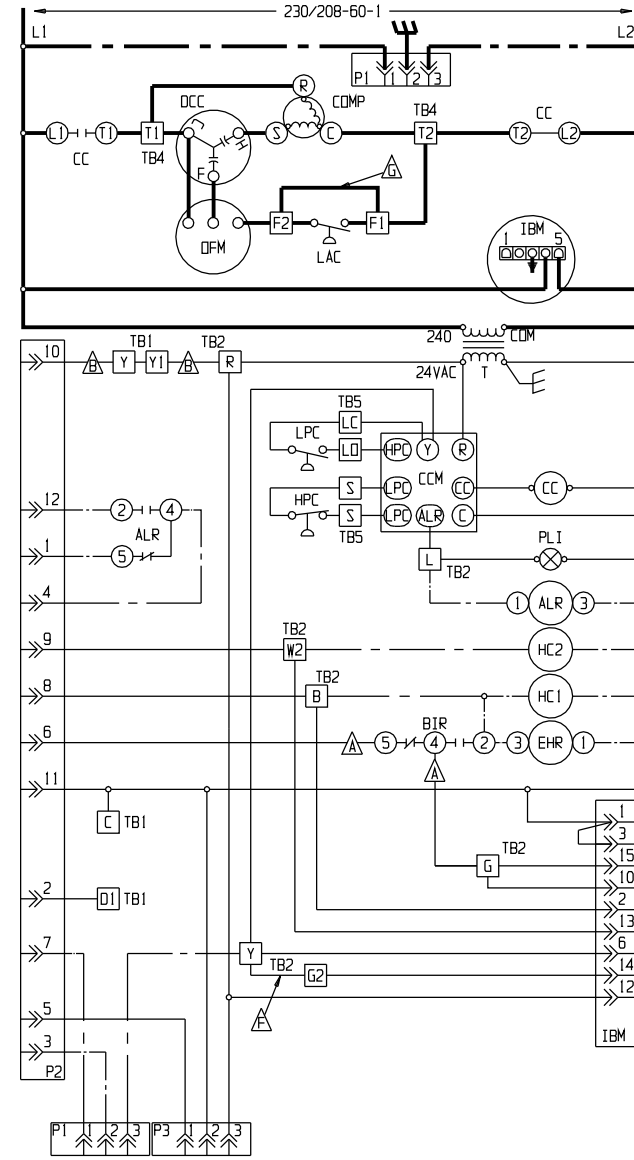 230/208-60-1
L1 L2
P1 1 2 3
R COMP
OCC TB4 CC
L1 T1 T1 C H S C T2 T2 L2
CC TB4
F G
F2 F1
OFM LAC
IBM
1 5
240 COM
10 B Y TB1 Y1 B TB2 R
24VAC T
TB5
LC
LPC LO HPC Y R
CCM
HPC S LPC CC CC
S LPC ALR C
TB5
12 2 4
ALR
1 5
L TB2 PLI
4 1 ALR 3
9 TB2 W2 HC2
8 TB2 B HC1
6 A 5 BIR 4 2 3 EHR 1
A
11
C TB1
1
3
TB2 G 15
10
2 D1 TB1 2
13
7 Y 6
TB2 G2 14
12
F
5
3
P2 IBM
P1 1 2 3 P3 1 2 3